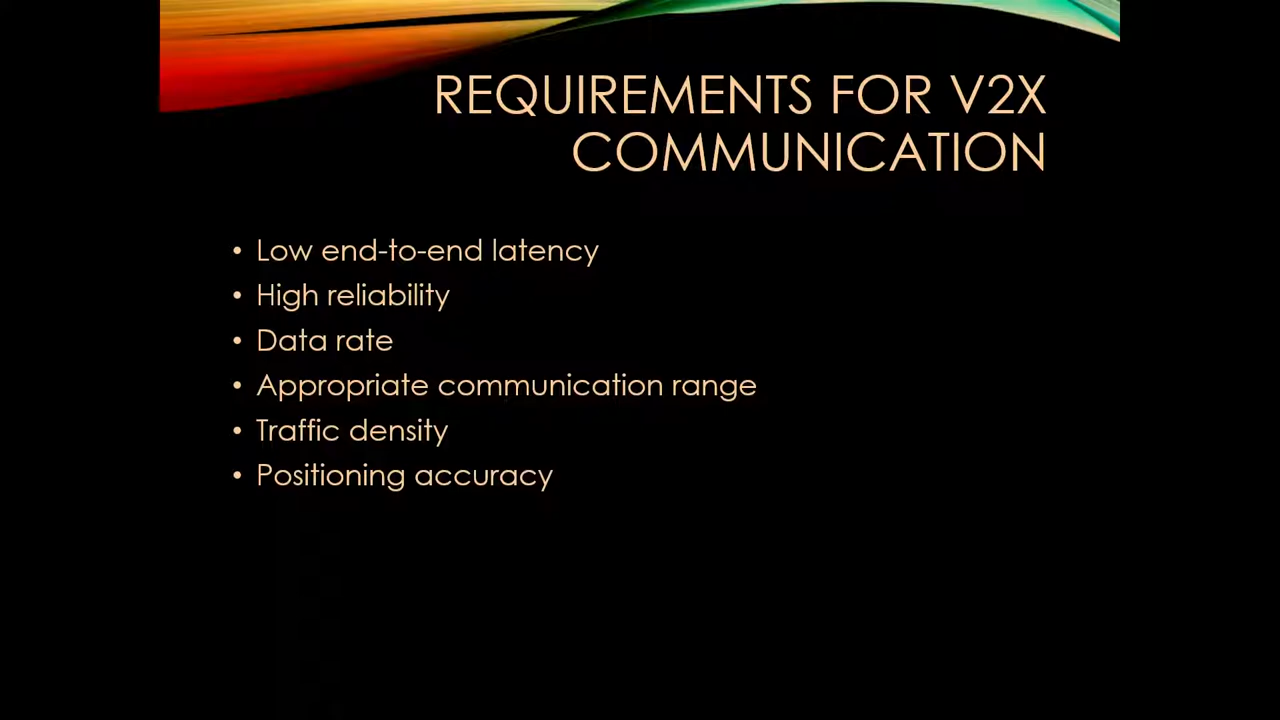 REQUIREMENTS FOR V2X
COMMUNICATION
• Low end-to-end latency
• High reliability
• Data rate
• Appropriate communication range
• Traffic density
• Positioning accuracy